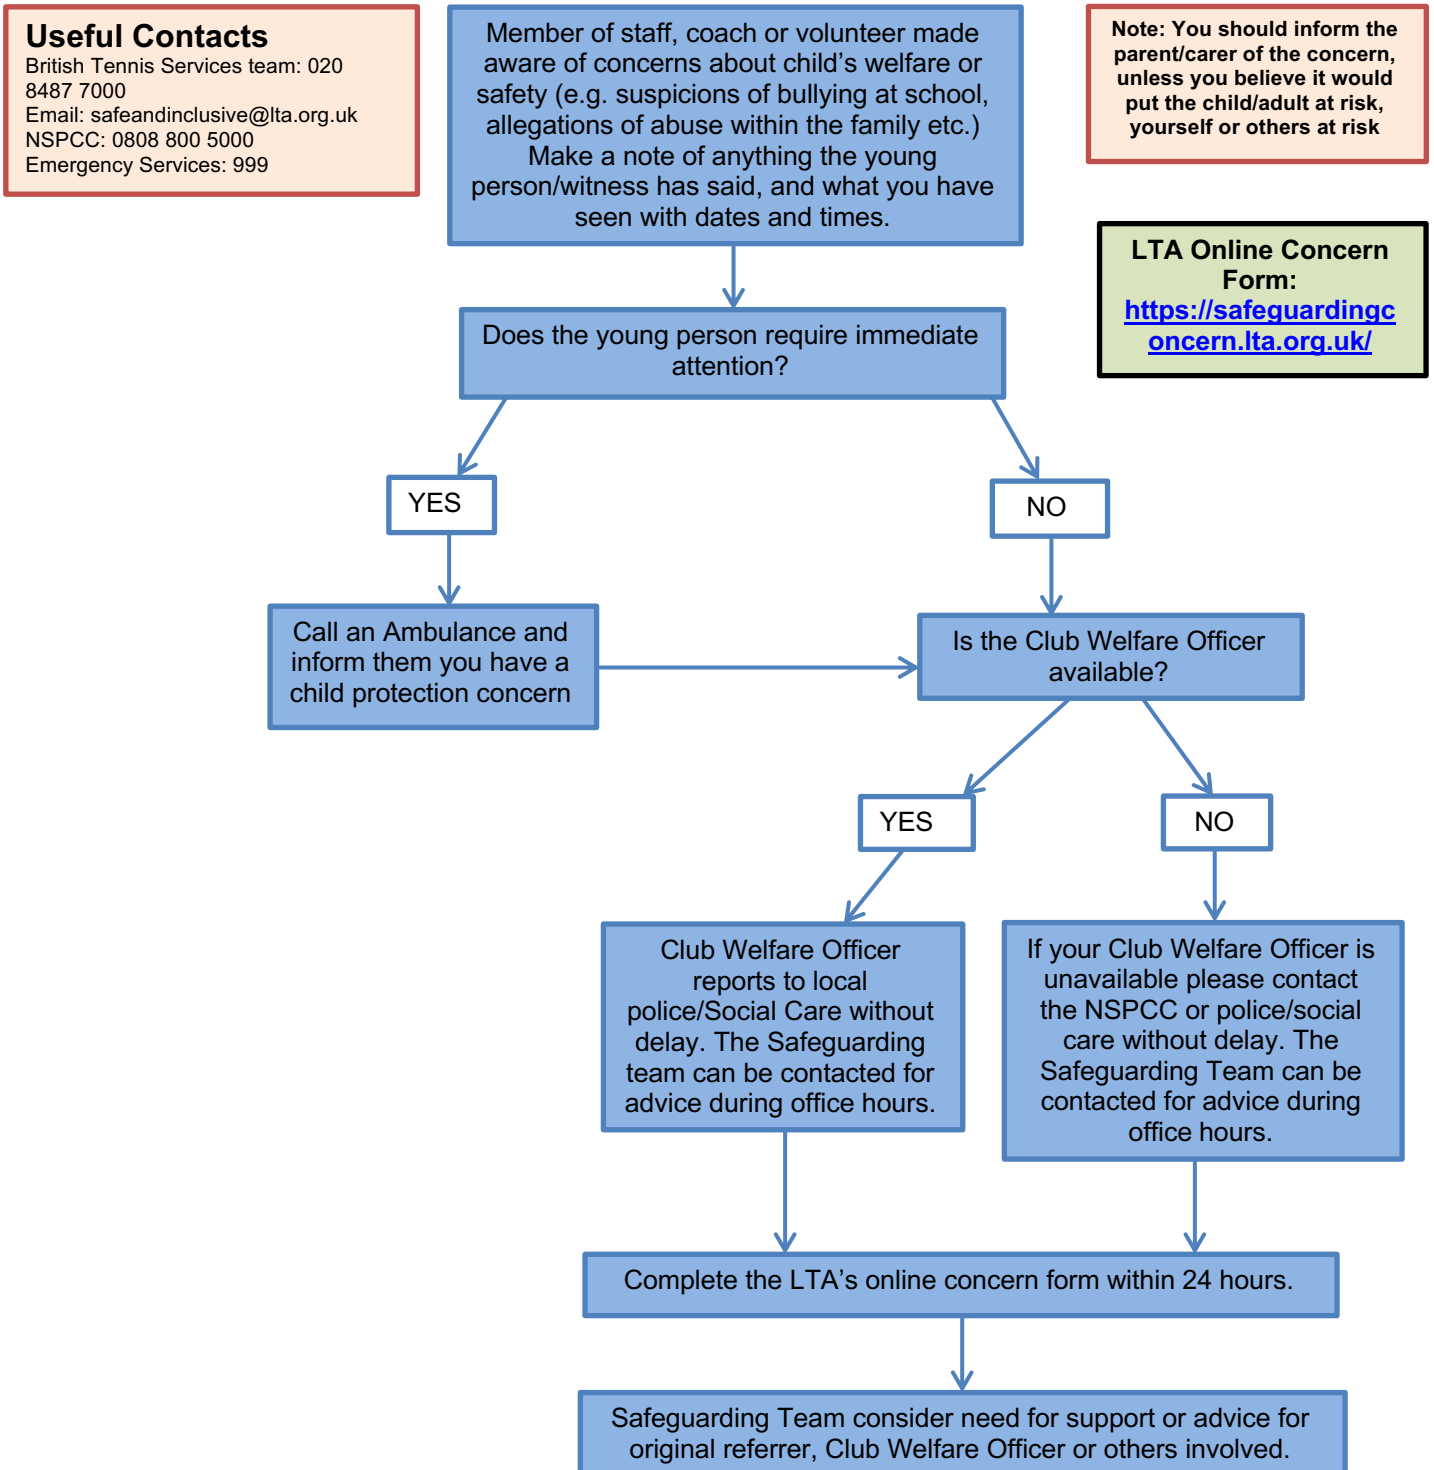 Useful Contacts
British Tennis Services team: 020
8487 7000
Email: safeandinclusive@lta.org.uk
NSPCC: 0808 800 5000
Emergency Services: 999
Member of staff, coach or volunteer made
aware of concerns about child’s welfare or
safety (e.g. suspicions of bullying at school,
allegations of abuse within the family etc.)
Make a note of anything the young
person/witness has said, and what you have
seen with dates and times.
Note: You should inform the
parent/carer of the concern,
unless you believe it would
put the child/adult at risk,
yourself or others at risk
LTA Online Concern
Form:
https://safeguardingc
oncern.lta.org.uk/
Does the young person require immediate
attention?
YES
NO
Call an Ambulance and
inform them you have a
child protection concern
Is the Club Welfare Officer
available?
YES
NO
Club Welfare Officer
reports to local
police/Social Care without
delay. The Safeguarding
team can be contacted for
advice during office hours.
If your Club Welfare Officer is
unavailable please contact
the NSPCC or police/social
care without delay. The
Safeguarding Team can be
contacted for advice during
office hours.
Complete the LTA’s online concern form within 24 hours.
Safeguarding Team consider need for support or advice for
original referrer, Club Welfare Officer or others involved.